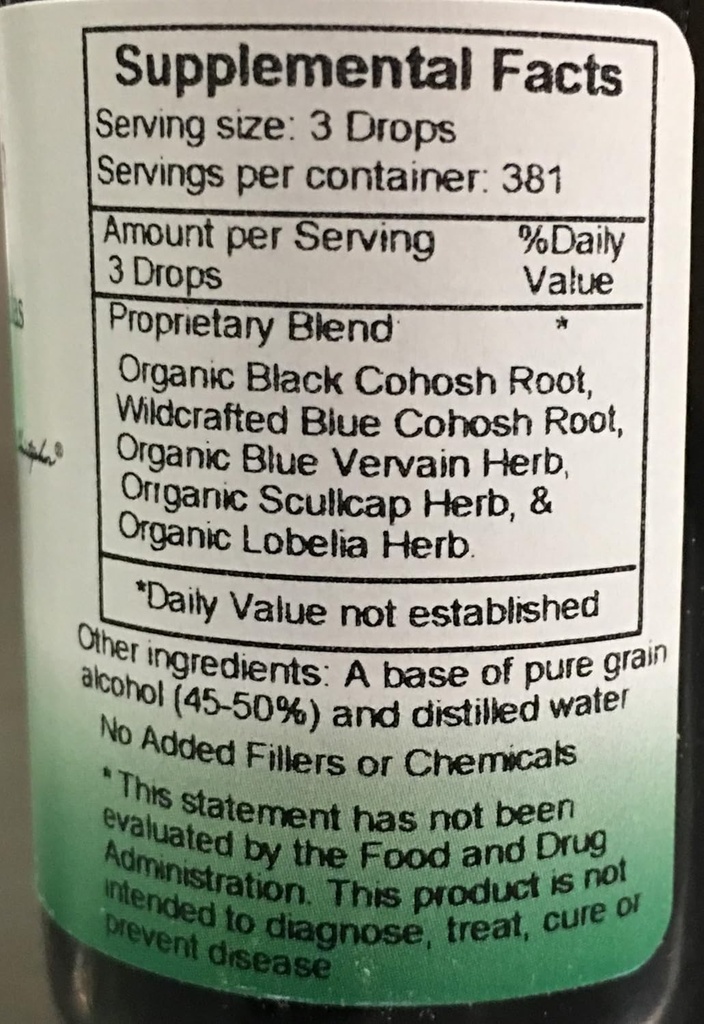 Supplemental Facts
Serving size: 3 Drops
Servings per container: 381
Amount per Serving %Daily
3 Drops Value
Proprietary Blend *
Organic Black Cohosh Root,
Wildcrafted Blue Cohosh Root,
Organic Blue Vervain Herb,
Orrganic Scullcap Herb, &
Organic Lobelia Herb.
*Daily Value not established
Other ingredients: A base of pure grain
alcohol (45-50%) and distilled water
No Added Fillers or Chemicals
* This statement has not been
evaluated by the Food and Drug
Administration. This product is not
intended to diagnose, treat, cure or
prevent disease